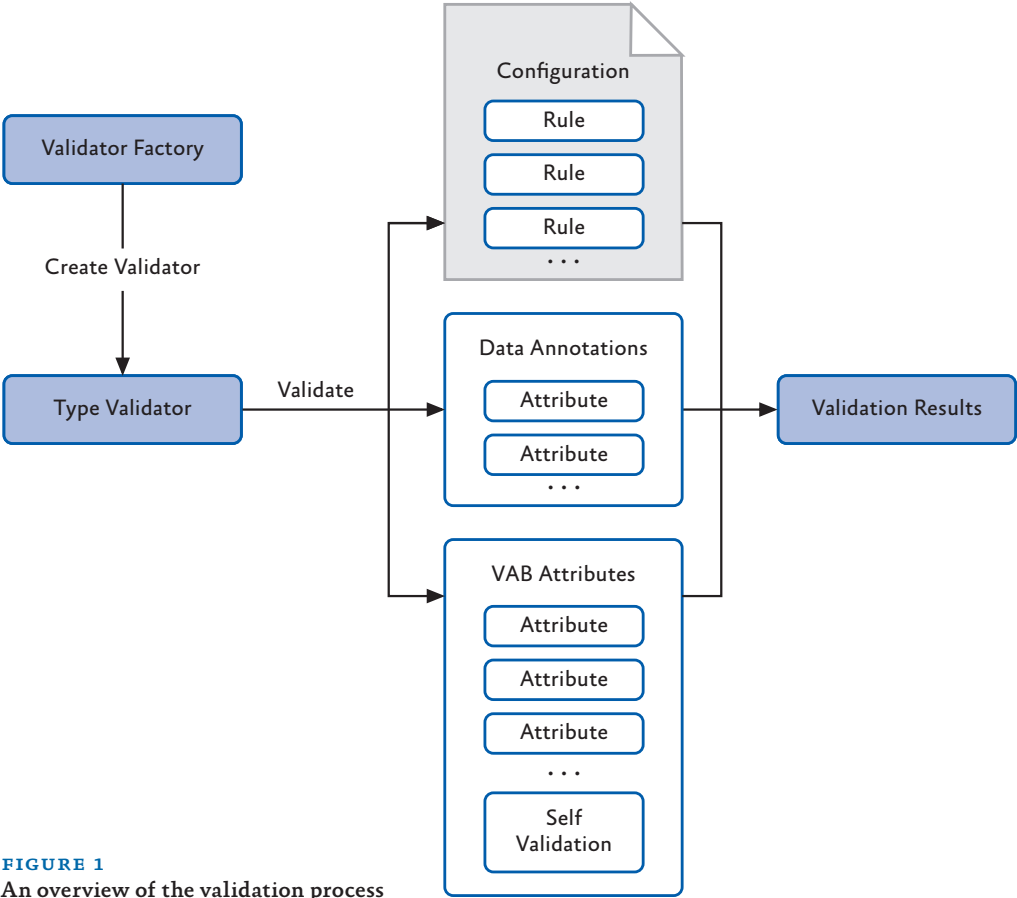 Configuration
Rule
Rule
Rule
...
Validator Factory
Create Validator
Type Validator
Validate
Data Annotations
Attribute
Attribute
...
Validation Results
VAB Attributes
Attribute
Attribute
Attribute
...
Self
Validation
FIGURE 1
An overview of the validation process